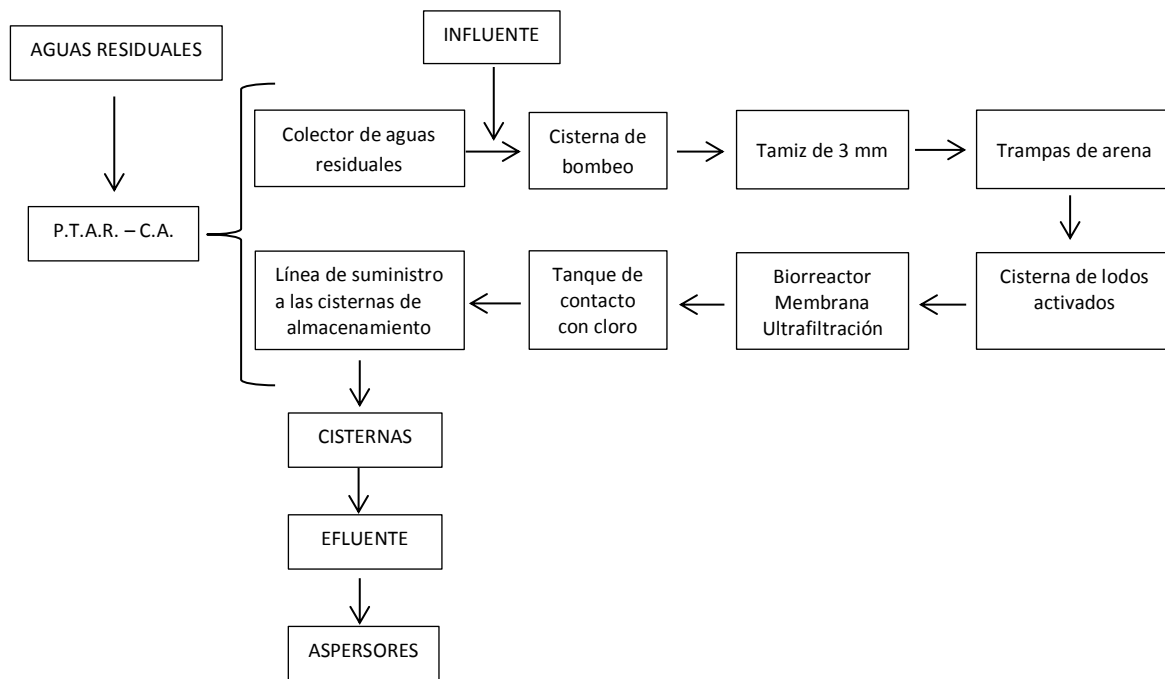 AGUAS RESIDUALES
INFLUENTE
Colector de aguas
residuales
Cisterna de
bombeo
Tamiz de 3 mm
Trampas de arena
P.T.A.R. – C.A.
Línea de suministro
a las cisternas de
almacenamiento
Tanque de
contacto
con cloro
Biorreactor
Membrana
Ultrafiltración
Cisterna de lodos
activados
CISTERNAS
EFLUENTE
ASPERSORES